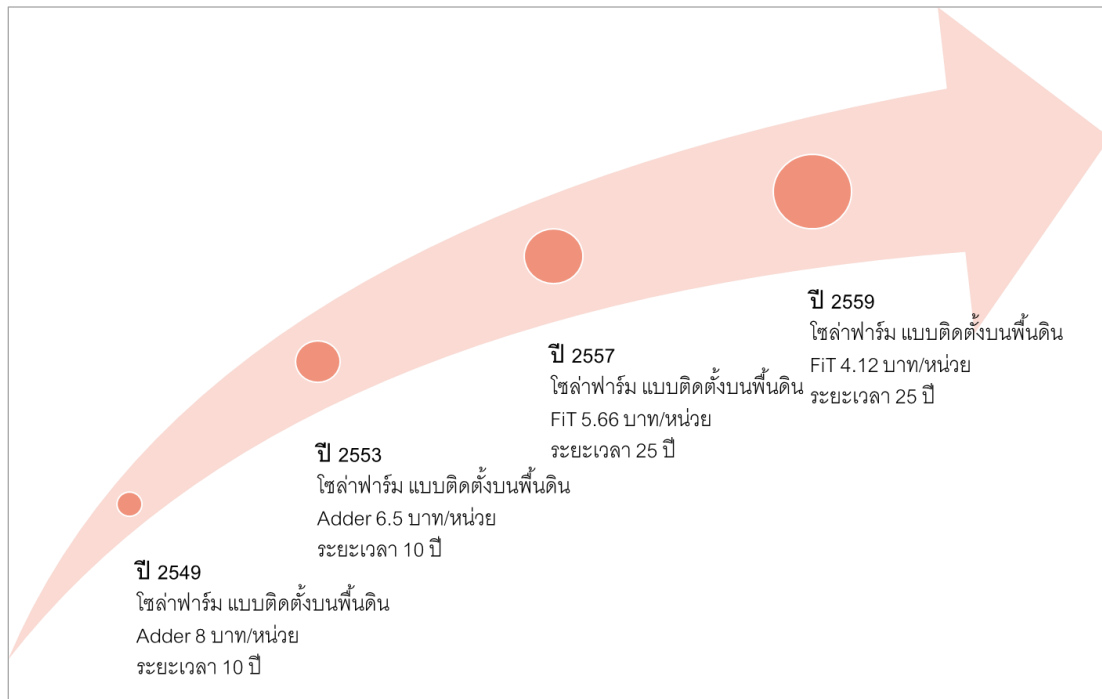 ปี 2549
โซล่าฟาร์ม แบบติดตั้งบนพื้นดิน
Adder 8 บาท/หน่วย
ระยะเวลา 10 ปี
ปี 2553
โซล่าฟาร์ม แบบติดตั้งบนพื้นดิน
Adder 6.5 บาท/หน่วย
ระยะเวลา 10 ปี
ปี 2557
โซล่าฟาร์ม แบบติดตั้งบนพื้นดิน
FiT 5.66 บาท/หน่วย
ระยะเวลา 25 ปี
ปี 2559
โซล่าฟาร์ม แบบติดตั้งบนพื้นดิน
FiT 4.12 บาท/หน่วย
ระยะเวลา 25 ปี